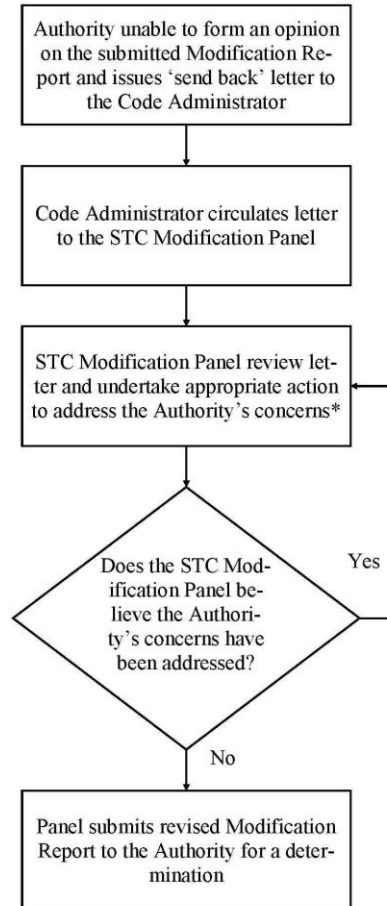 Authority unable to form an opinion
on the submitted Modification Re-
port and issues ‘send back’ letter to
the Code Administrator
Code Administrator circulates letter
to the STC Modification Panel
STC Modification Panel review let-
ter and undertake appropriate action
to address the Authority’s concerns*
Does the STC Mod-
ification Panel be-
lieve the Authori-
ty’s concerns have
been addressed?
Yes
No
Panel submits revised Modification
Report to the Authority for a deter-
mination